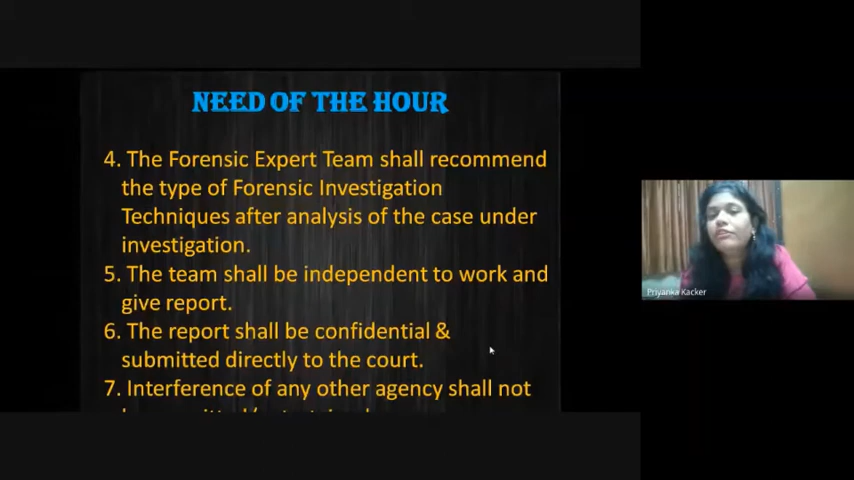 NEED OF THE HOUR
4. The Forensic Expert Team shall recommend
the type of Forensic Investigation
Techniques after analysis of the case under
investigation.
5. The team shall be independent to work and
give report.
6. The report shall be confidential &
submitted directly to the court.
7. Interference of any other agency shall not
Priyanka Kacker